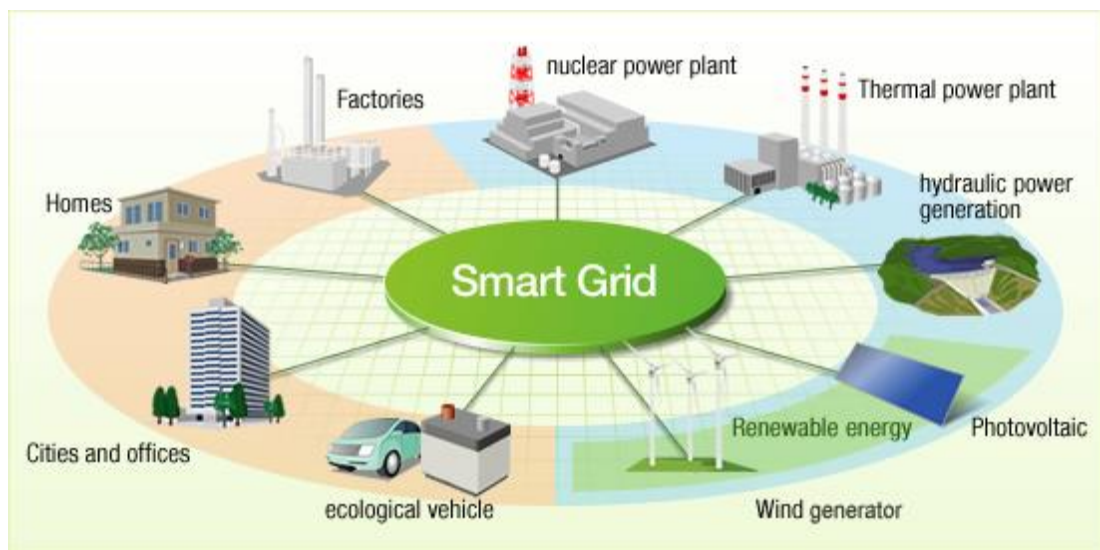 nuclear power plant
Factories
Thermal power plant
Homes
hydraulic power
generation
Smart Grid
Renewable energy
Photovoltaic
Cities and offices
ecological vehicle
Wind generator